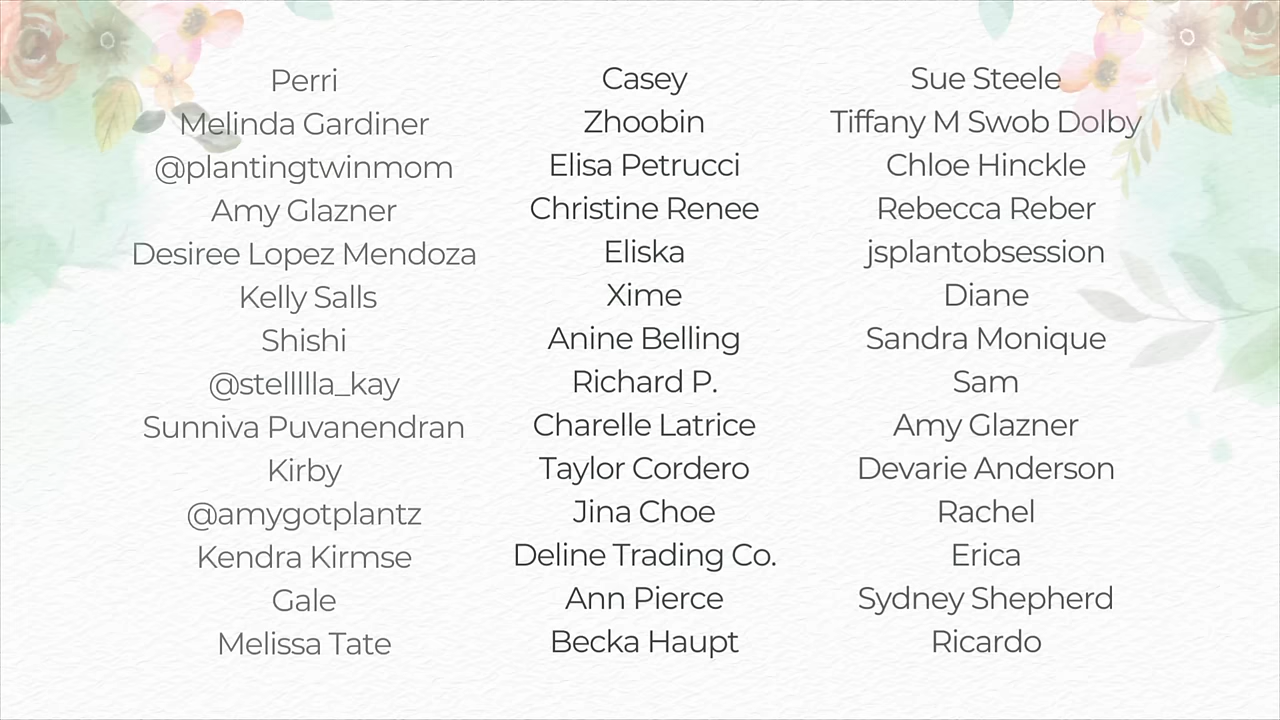 Perri
Melinda Gardiner
@plantingtwinmom
Amy Glazner
Desiree Lopez Mendoza
Kelly Salls
Shishi
@stellllla_kay
Sunniva Puvanendran
Kirby
@amygotplantz
Kendra Kirmse
Gale
Melissa Tate
Casey
Zhoobin
Elisa Petrucci
Christine Renee
Eliska
Xime
Anine Belling
Richard P.
Charelle Latrice
Taylor Cordero
Jina Choe
Deline Trading Co.
Ann Pierce
Becka Haupt
Sue Steele
Tiffany M Swob Dolby
Chloe Hinckle
Rebecca Reber
jsplantobsession
Diane
Sandra Monique
Sam
Amy Glazner
Devarie Anderson
Rachel
Erica
Sydney Shepherd
Ricardo